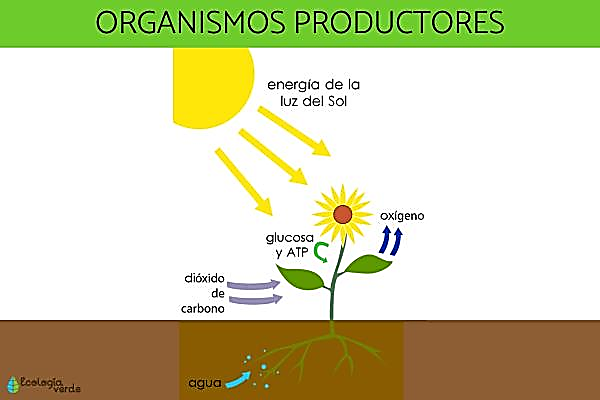 ORGANISMOS PRODUCTORES
energía de la
luz del Sol
oxígeno
glucosa
y ATP
dióxido
de
carbono
agua
Ecología
verde